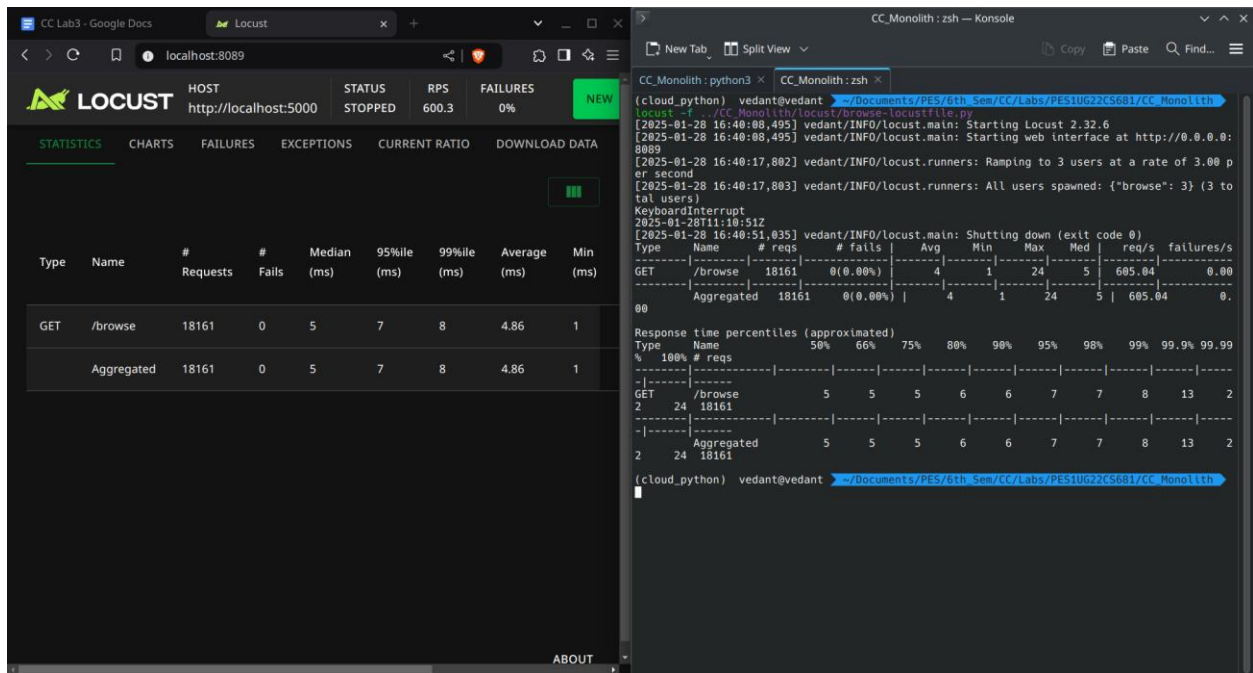 CC Lab3 - Google Docs
Locust
localhost:8089
LOCUST
HOST
http://localhost:5000
STATUS
STOPPED
RPS
600.3
FAILURES
0%
NEW
STATISTICS CHARTS FAILURES EXCEPTIONS CURRENT RATIO DOWNLOAD DATA
Type Name # Requests # Fails Median (ms) 95%ile (ms) 99%ile (ms) Average (ms) Min (ms)
GET /browse 18161 0 5 7 8 4.86 1
Aggregated 18161 0 5 7 8 4.86 1
ABOUT
CC_Monolith : zsh — Konsole
New Tab Split View Copy Paste Find...
CC_Monolith : python3 CC_Monolith : zsh
(cloud_python) vedant@vedant ~/Documents/PES/6th_Sem/CC/Labs/PES1UG22CS681/CC_Monolith
locust -f ../CC_Monolith/locust/browse-locustfile.py
[2025-01-28 16:40:08,495] vedant/INFO/locust.main: Starting Locust 2.32.6
[2025-01-28 16:40:08,495] vedant/INFO/locust.main: Starting web interface at http://0.0.0.0:
8089
[2025-01-28 16:40:17,802] vedant/INFO/locust.runners: Ramping to 3 users at a rate of 3.00 p
er second
[2025-01-28 16:40:17,803] vedant/INFO/locust.runners: All users spawned: {"browse": 3} (3 to
tal users)
KeyboardInterrupt
2025-01-28T11:10:51Z
[2025-01-28 16:40:51,035] vedant/INFO/locust.main: Shutting down (exit code 0)
Type Name # reqs # fails | Avg Min Max Med | req/s failures/s
--------|------------|-------|-------------|-------|-------|-------|-------|--------|-----------
GET /browse 18161 0(0.00%) | 4 1 24 5 | 605.04 0.00
--------|------------|-------|-------------|-------|-------|-------|-------|--------|-----------
Aggregated 18161 0(0.00%) | 4 1 24 5 | 605.04 0.
00
Response time percentiles (approximated)
Type Name 50% 66% 75% 80% 90% 95% 98% 99% 99.9% 99.99
% 100% # reqs
--------|------------|--------|------|------|------|------|------|------|------|------|-----
-|------|------
GET /browse 5 5 5 6 6 7 7 8 13 2
2 24 18161
--------|------------|--------|------|------|------|------|------|------|------|------|-----
-|------|------
Aggregated 5 5 5 6 6 7 7 8 13 2
2 24 18161
(cloud_python) vedant@vedant ~/Documents/PES/6th_Sem/CC/Labs/PES1UG22CS681/CC_Monolith